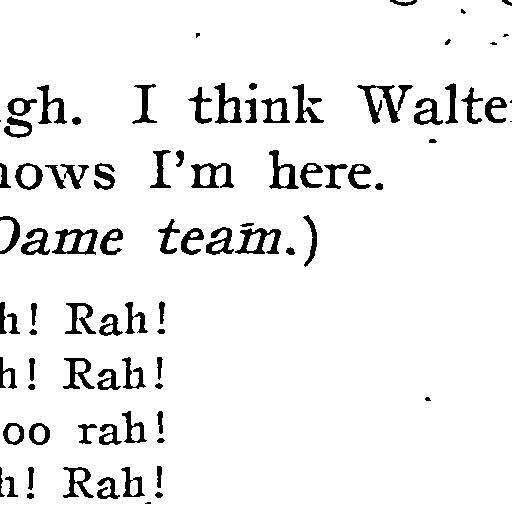 gh. I think Walte
nows I'm here.
Dame team.)
h! Rah!
h! Rah!
oo rah!
h! Rah!